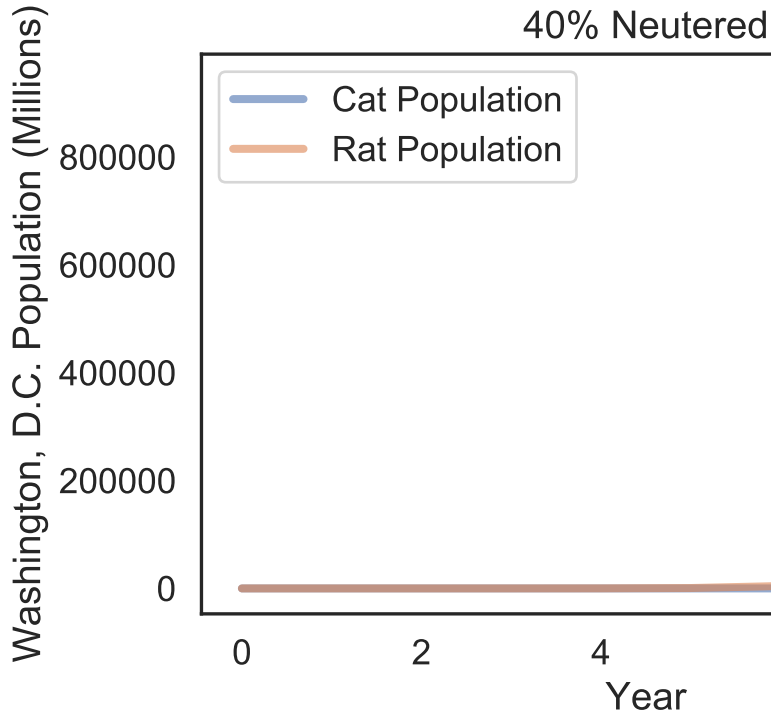 40% Neutered
Washington, D.C. Population (Millions)
Cat Population
Rat Population
800000
600000
400000
200000
0
0 2 4
Year